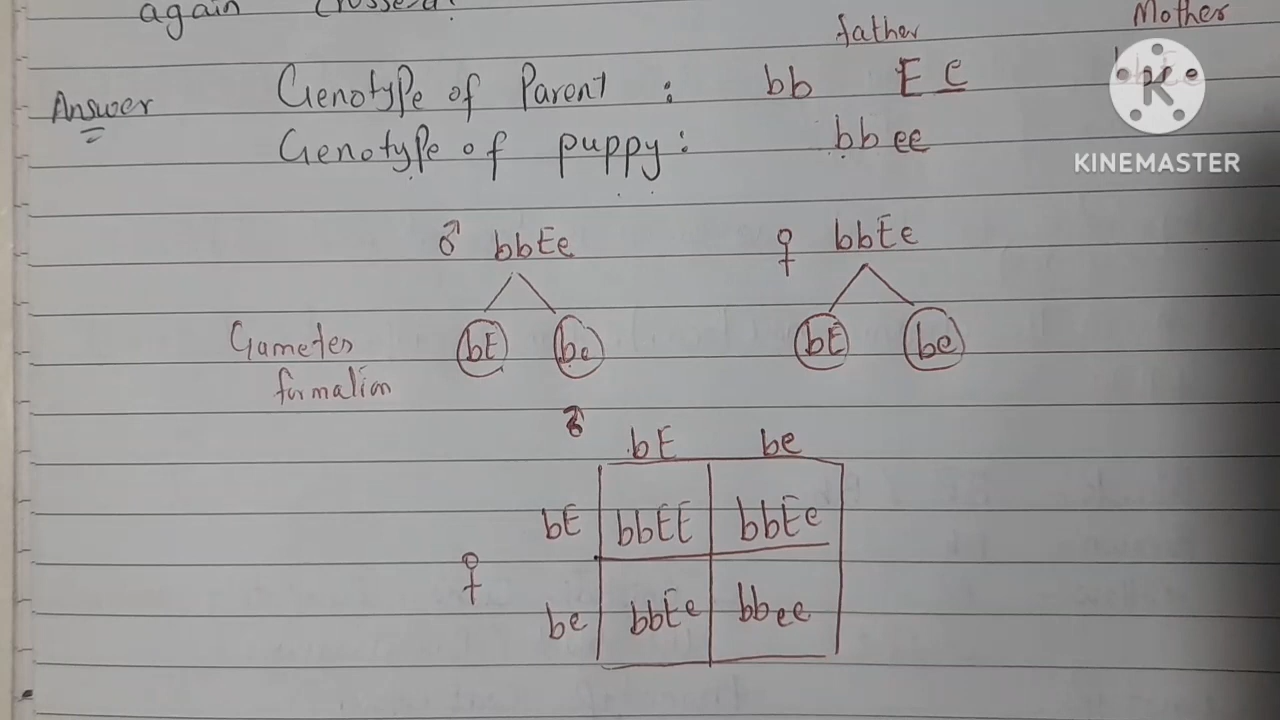 again crossed?
father Mother
Answer Genotype of Parent : bb Ee
KINEMASTER
Genotype of puppy: bbee
♂ bbEe ♀ bbEe
Gametes bE be bE be
formation
♂
bE be
bE bbEE bbEe
♀
be bbEe bbee